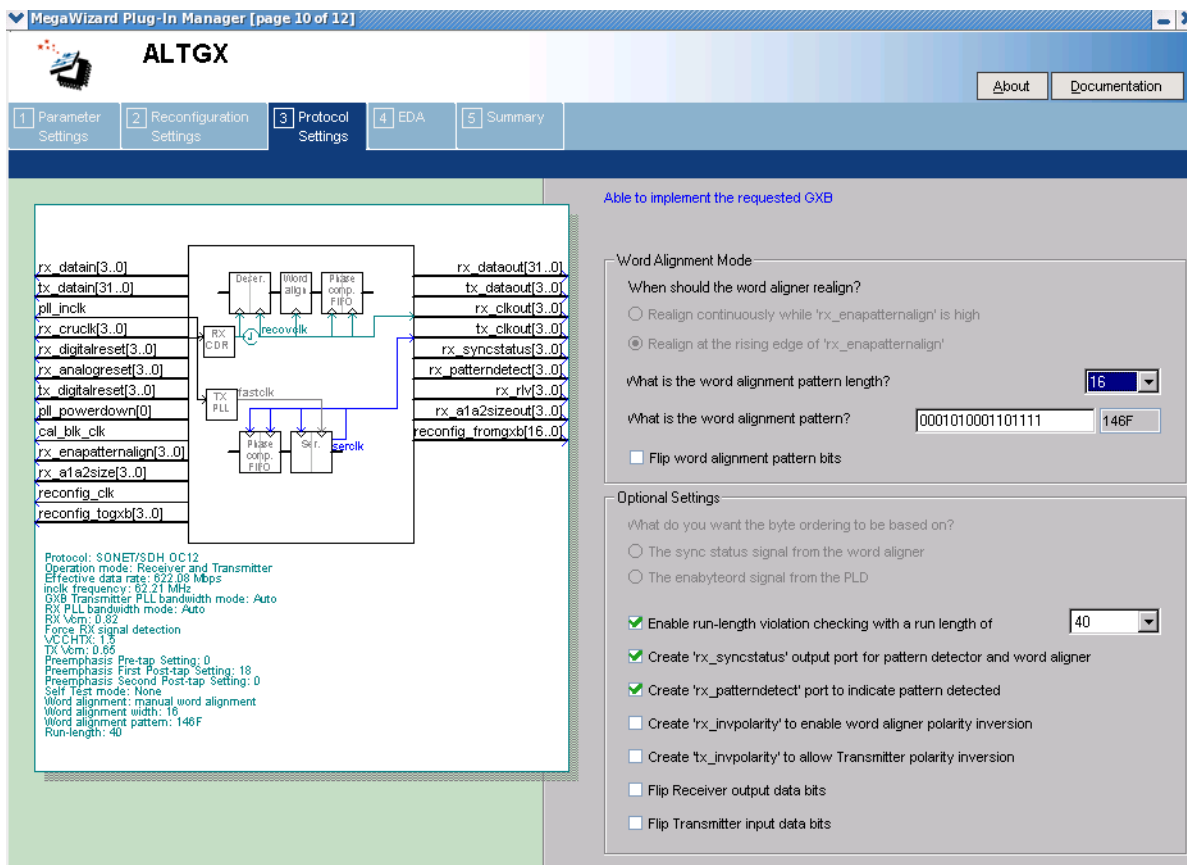 MegaWizard Plug-In Manager [page 10 of 12]
ALTGX
About
Documentation
1 Parameter Settings
2 Reconfiguration Settings
3 Protocol Settings
4 EDA
5 Summary
Able to implement the requested GXB
rx_datain[3..0]
tx_datain[31..0]
pll_inclk
rx_cruclk[3..0]
rx_digitalreset[3..0]
rx_analogreset[3..0]
tx_digitalreset[3..0]
pll_powerdown[0]
cal_blk_clk
rx_enapatternalign[3..0]
rx_a1a2size[3..0]
reconfig_clk
reconfig_togxb[3..0]
Deser.
Word align
Phase comp. FIFO
RX CDR
recovclk
TX PLL
fastclk
Phase comp. FIFO
Ser.
serclk
rx_dataout[31..0]
tx_dataout[3..0]
rx_clkout[3..0]
tx_clkout[3..0]
rx_syncstatus[3..0]
rx_patterndetect[3..0]
rx_rlv[3..0]
rx_a1a2sizeout[3..0]
reconfig_fromgxb[16..0]
Protocol: SONET/SDH OC12
Operation mode: Receiver and Transmitter
Effective data rate: 622.08 Mbps
inclk frequency: 62.21 MHz
GXB Transmitter PLL bandwidth mode: Auto
RX PLL bandwidth mode: Auto
RX Vcm: 0.82
Force RX signal detection
VCCHTX: 1.5
TX Vcm: 0.65
Preemphasis Pre-tap Setting: 0
Preemphasis First Post-tap Setting: 18
Preemphasis Second Post-tap Setting: 0
Self Test mode: None
Word alignment: manual word alignment
Word alignment width: 16
Word alignment pattern: 146F
Run-length: 40
Word Alignment Mode
When should the word aligner realign?
Realign continuously while 'rx_enapatternalign' is high
Realign at the rising edge of 'rx_enapatternalign'
What is the word alignment pattern length? 16
What is the word alignment pattern? 0001010001101111 146F
Flip word alignment pattern bits
Optional Settings
What do you want the byte ordering to be based on?
The sync status signal from the word aligner
The enabyteord signal from the PLD
Enable run-length violation checking with a run length of 40
Create 'rx_syncstatus' output port for pattern detector and word aligner
Create 'rx_patterndetect' port to indicate pattern detected
Create 'rx_invpolarity' to enable word aligner polarity inversion
Create 'tx_invpolarity' to allow Transmitter polarity inversion
Flip Receiver output data bits
Flip Transmitter input data bits